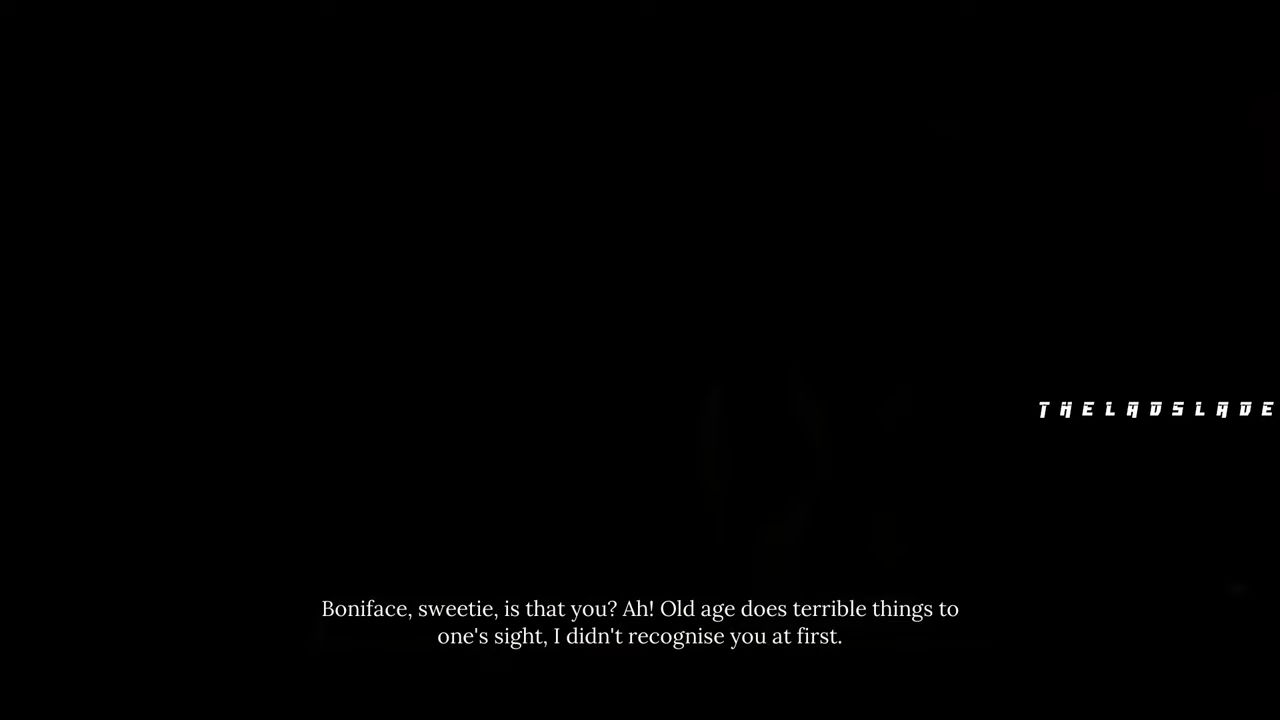 THELADSLADE
Boniface, sweetie, is that you? Ah! Old age does terrible things to
one's sight, I didn't recognise you at first.